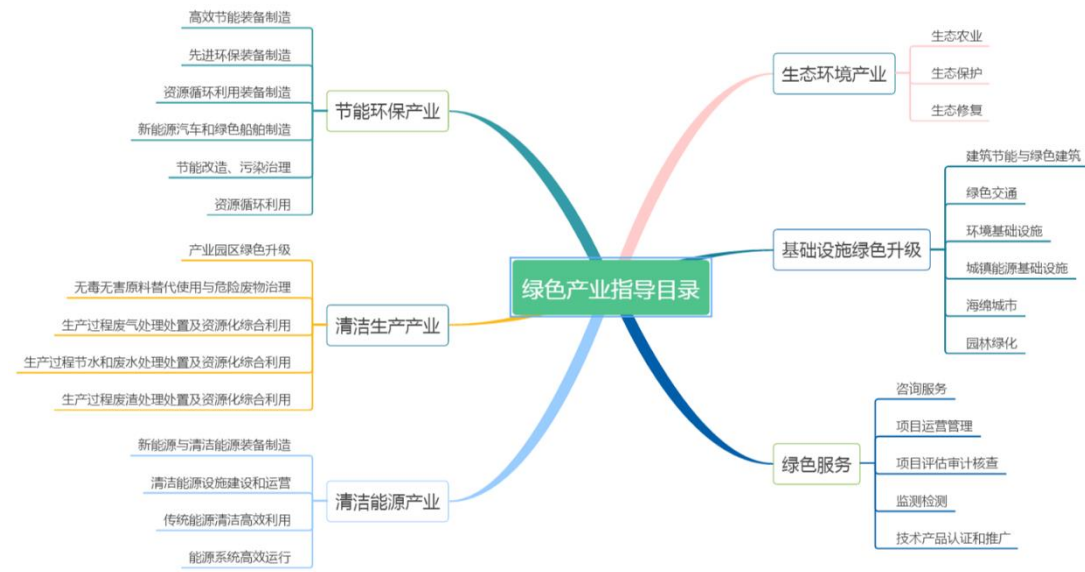 高效节能装备制造
先进环保装备制造
资源循环利用装备制造
新能源汽车和绿色船舶制造
节能改造、污染治理
资源循环利用
节能环保产业
产业园区绿色升级
无毒无害原料替代使用与危险废物治理
生产过程废气处理处置及资源化综合利用
生产过程节水和废水处理处置及资源化综合利用
生产过程废渣处理处置及资源化综合利用
清洁生产产业
新能源与清洁能源装备制造
清洁能源设施建设和运营
传统能源清洁高效利用
能源系统高效运行
清洁能源产业
绿色产业指导目录
生态环境产业
生态农业
生态保护
生态修复
基础设施绿色升级
建筑节能与绿色建筑
绿色交通
环境基础设施
城镇能源基础设施
海绵城市
园林绿化
绿色服务
咨询服务
项目运营管理
项目评估审计核查
监测检测
技术产品认证和推广